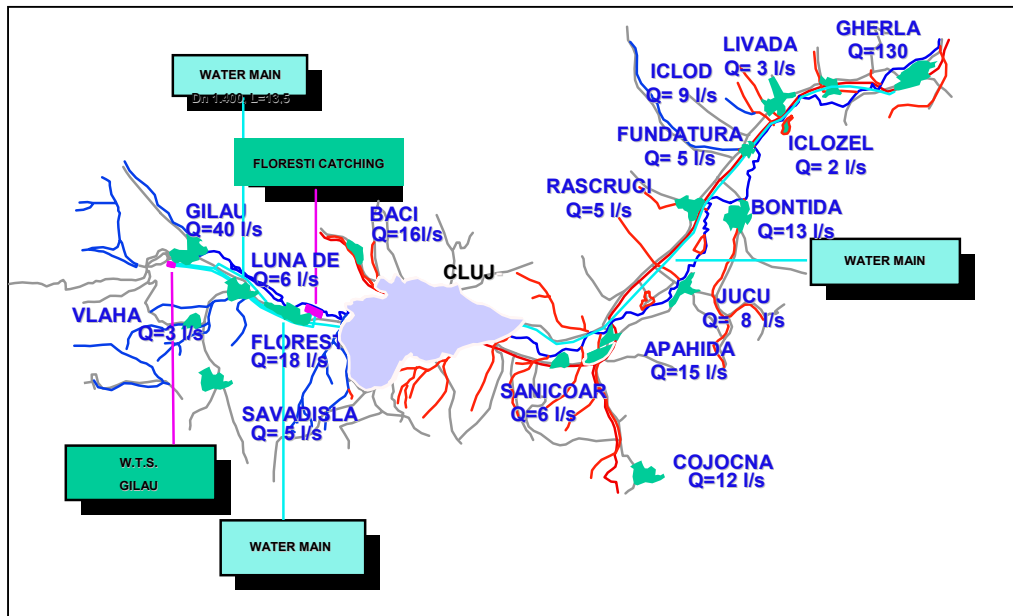 WATER MAIN
Dn 1.400, L=13,5
FLORESTI CATCHING
GHERLA
Q=130
LIVADA
Q= 3 l/s
ICLOD
Q= 9 l/s
FUNDATURA
Q= 5 l/s
ICLOZEL
Q= 2 l/s
RASCRUCI
Q=5 l/s
BONTIDA
Q=13 l/s
WATER MAIN
GILAU
Q=40 l/s
BACI
Q=16l/s
LUNA DE
Q=6 l/s
CLUJ
VLAHA
Q=3 l/s
FLOREST
Q=18 l/s
JUCU
Q= 8 l/s
APAHIDA
Q=15 l/s
SANICOAR
Q=6 l/s
SAVADISLA
Q= 5 l/s
COJOCNA
Q=12 l/s
W.T.S.
GILAU
WATER MAIN